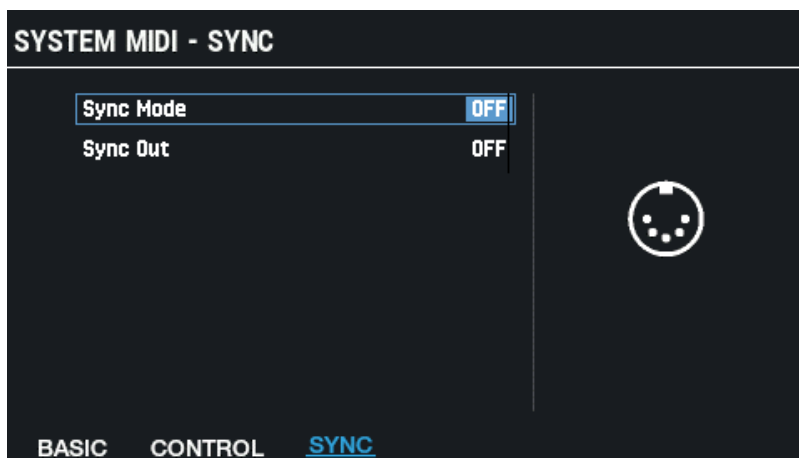 SYSTEM MIDI - SYNC
Sync Mode OFF
Sync Out OFF
BASIC CONTROL SYNC